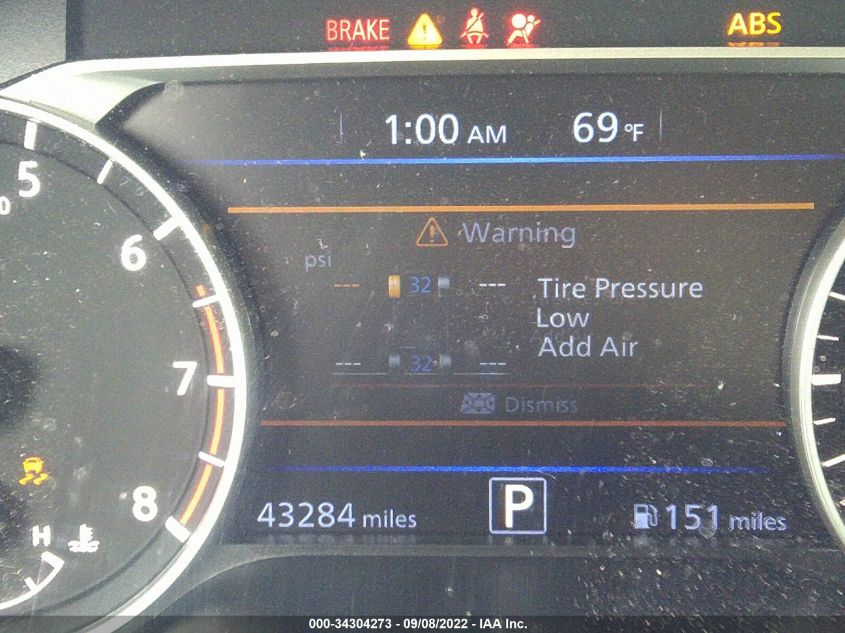 BRAKE ABS
1:00 AM 69 °F
5
Warning
psi
6
--- 32 --- Tire Pressure
Low
Add Air
--- 32 ---
7
Dismiss
8
43284 miles P 151 miles
H
000-34304273 - 09/08/2022 - IAA Inc.